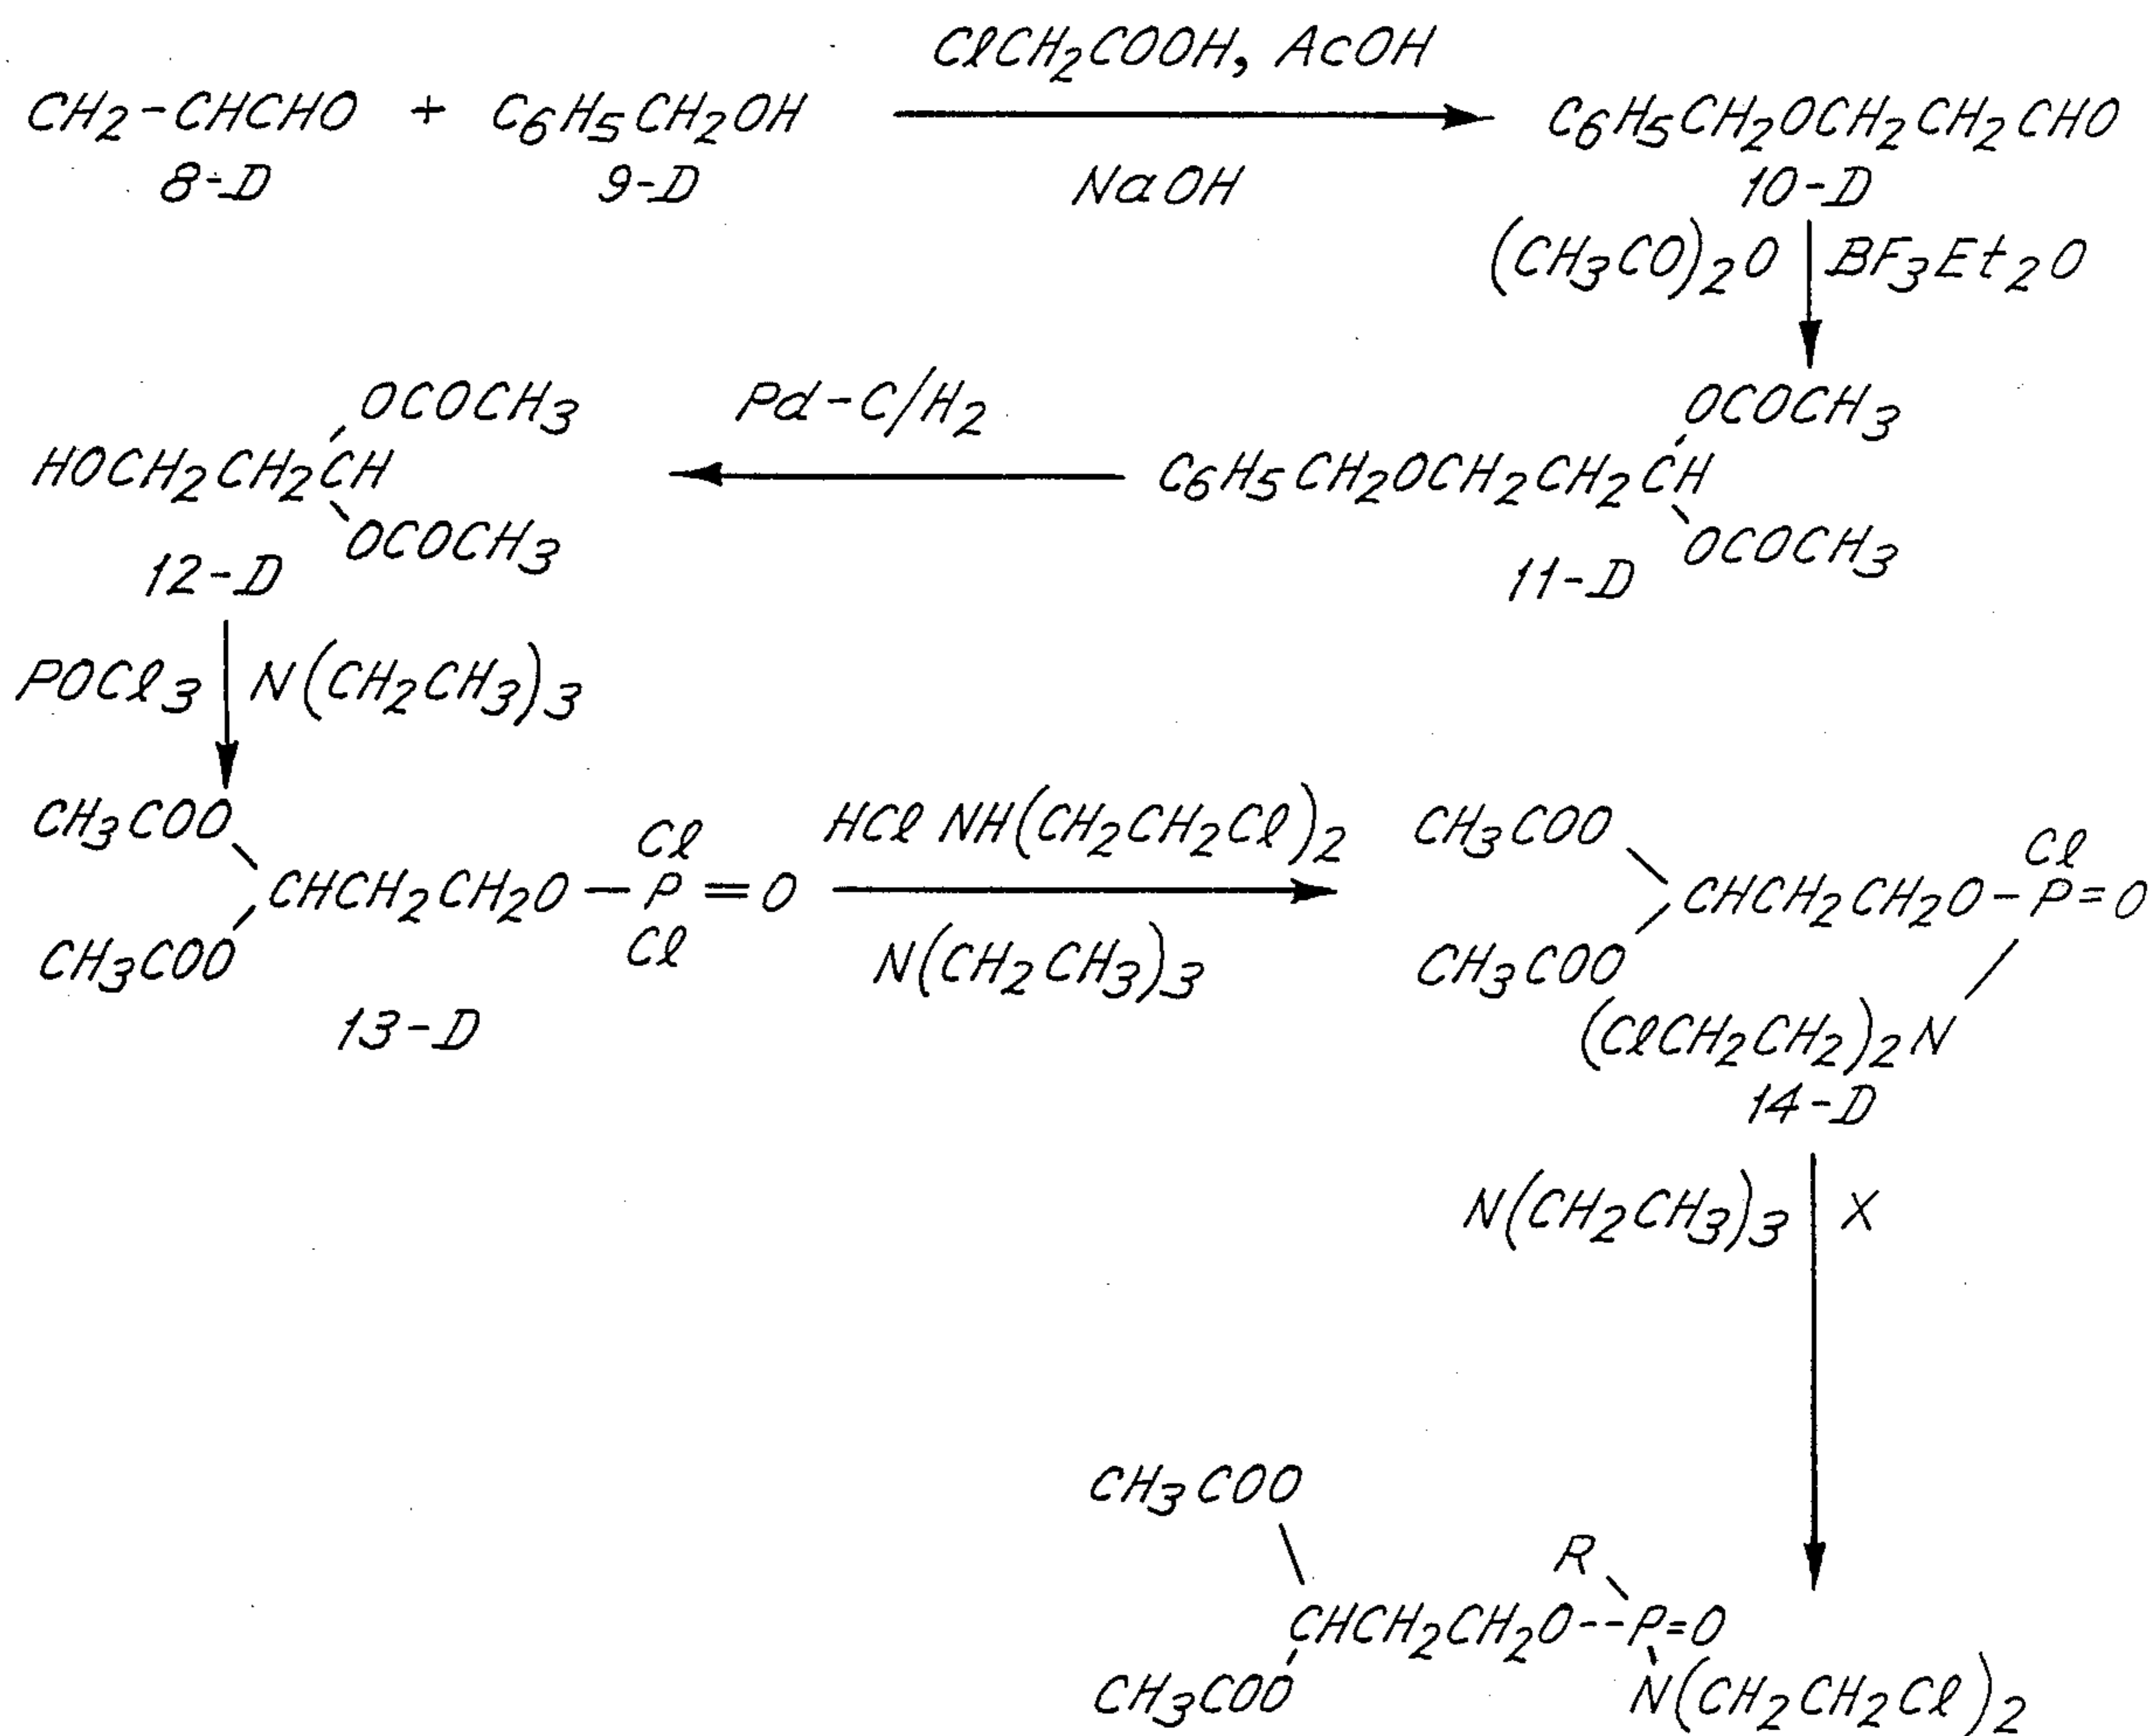 ClCH2COOH, AcOH
CH2-CHCHO + C6H5CH2OH C6H5CH2OCH2CH2CHO
8-D 9-D NaOH 10-D
(CH3CO)2O BF3Et2O
OCOCH3 Pd-C/H2 OCOCH3
HOCH2CH2CH C6H5CH2OCH2CH2CH
OCOCH3 OCOCH3
12-D 11-D
POCl3 N(CH2CH3)3
CH3COO Cl HCl NH(CH2CH2Cl)2 CH3COO Cl
CHCH2CH2O-P=O CHCH2CH2O-P=O
CH3COO Cl N(CH2CH3)3 CH3COO
13-D (ClCH2CH2)2N
14-D
N(CH2CH3)3 X
CH3COO
R
CHCH2CH2O--P=O
CH3COO N(CH2CH2Cl)2